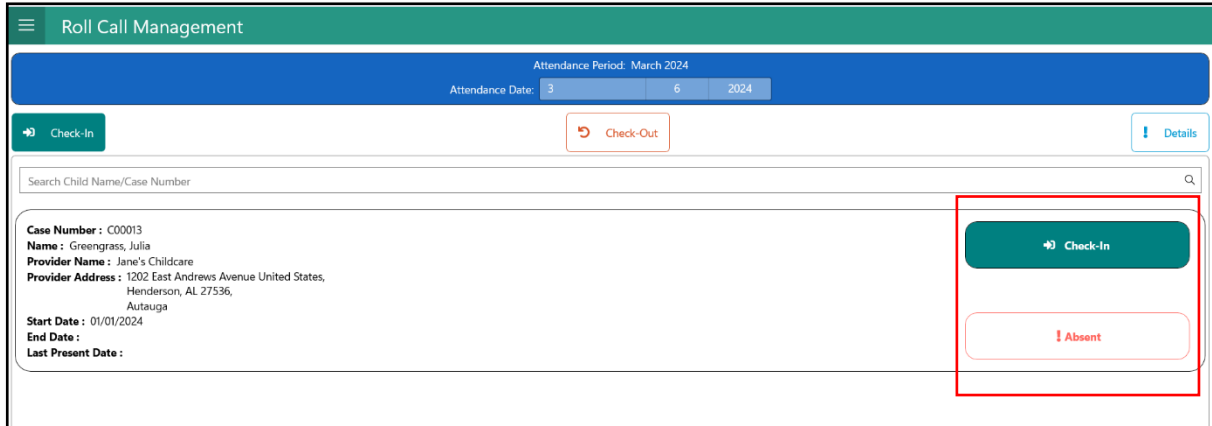 Roll Call Management
Attendance Period: March 2024
Attendance Date: 3 6 2024
Check-In
Check-Out
Details
Search Child Name/Case Number
Case Number : C00013
Name : Greengrass, Julia
Provider Name : Jane's Childcare
Provider Address : 1202 East Andrews Avenue United States,
Henderson, AL 27536,
Autauga
Start Date : 01/01/2024
End Date :
Last Present Date :
Check-In
Absent